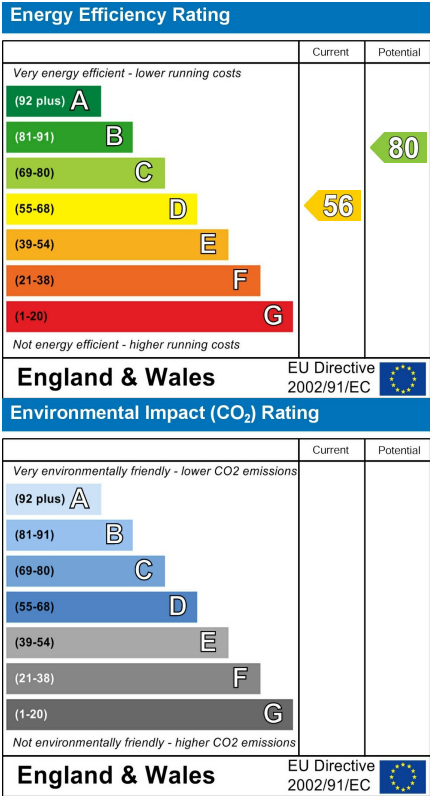 Energy Efficiency Rating
Current Potential
Very energy efficient - lower running costs
(92 plus) A
(81-91) B
(69-80) C
(55-68) D
(39-54) E
(21-38) F
(1-20) G
56
80
Not energy efficient - higher running costs
England & Wales
EU Directive
2002/91/EC
Environmental Impact (CO₂) Rating
Current Potential
Very environmentally friendly - lower CO2 emissions
(92 plus) A
(81-91) B
(69-80) C
(55-68) D
(39-54) E
(21-38) F
(1-20) G
Not environmentally friendly - higher CO2 emissions
England & Wales
EU Directive
2002/91/EC